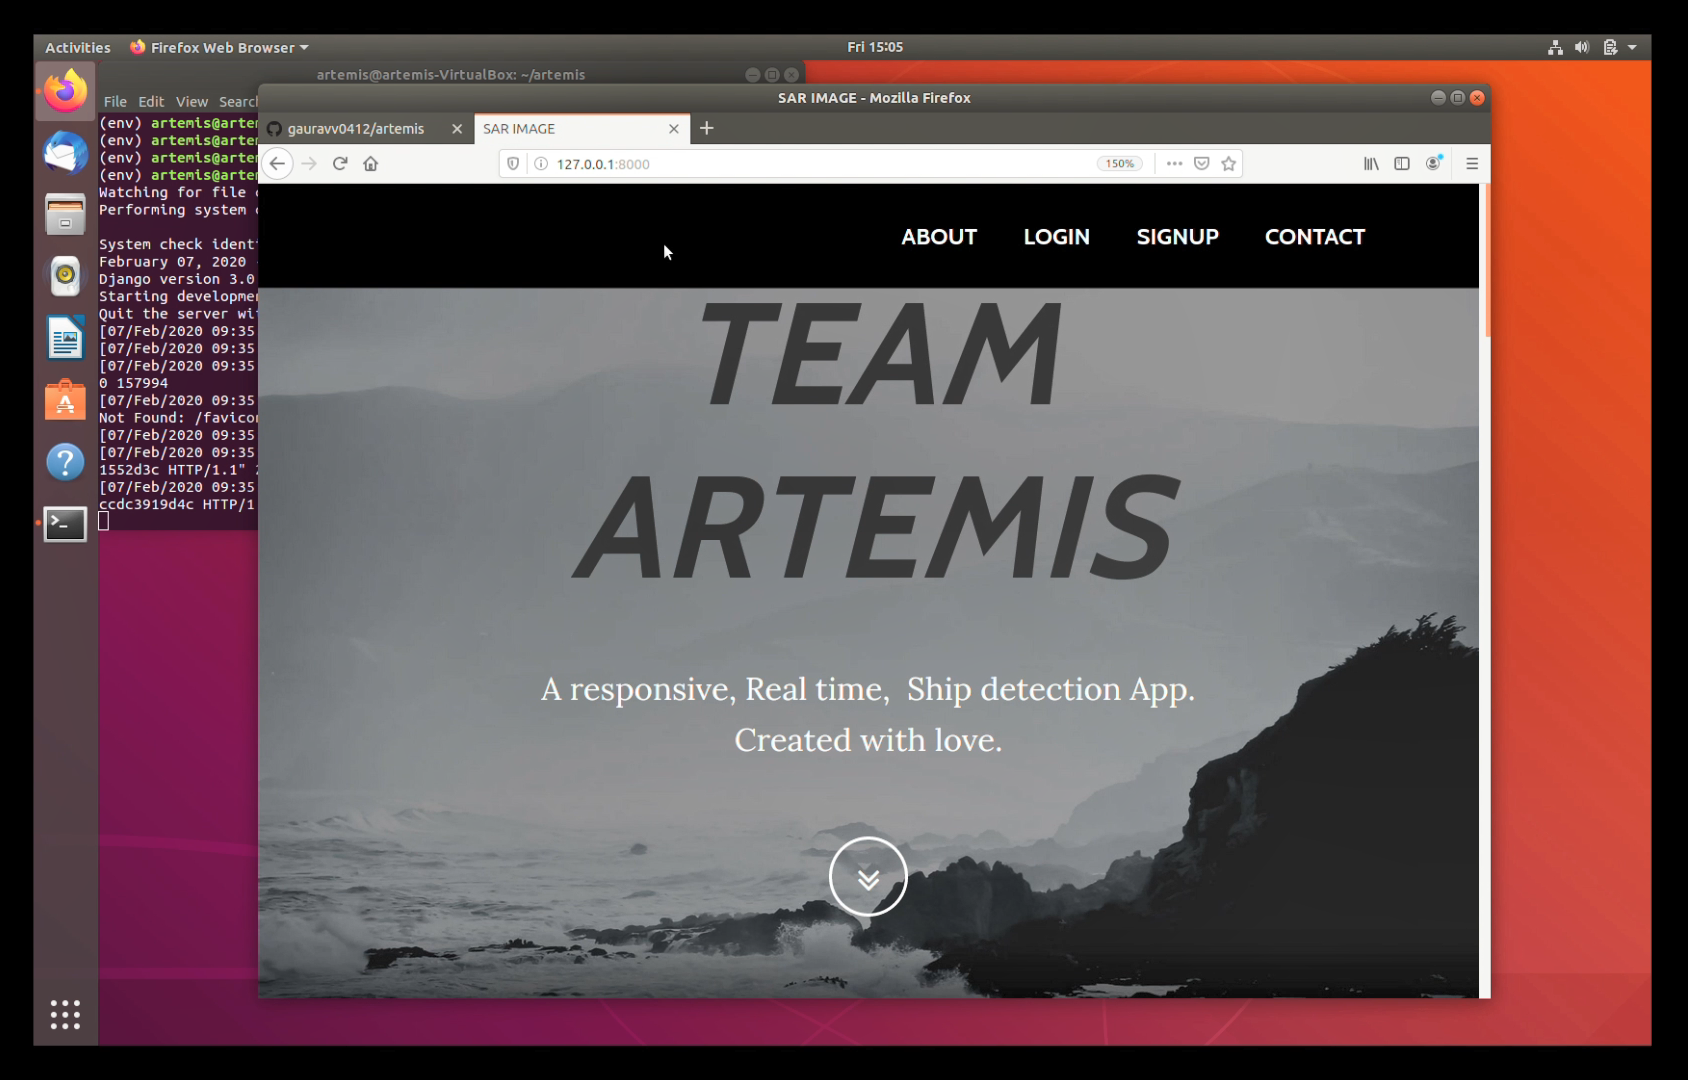 Activities Firefox Web Browser Fri 15:05
artemis@artemis-VirtualBox: ~/artemis
File Edit View Search
SAR IMAGE - Mozilla Firefox
gauravv0412/artemis SAR IMAGE
127.0.0.1:8000 150%
(env) artemis@arte
(env) artemis@arte
(env) artemis@arte
(env) artemis@arte
Watching for file
Performing system
System check ident
February 07, 2020
Django version 3.0
Starting developme
Quit the server wi
[07/Feb/2020 09:35
[07/Feb/2020 09:35
[07/Feb/2020 09:35
0 157994
[07/Feb/2020 09:35
Not Found: /favico
[07/Feb/2020 09:35
[07/Feb/2020 09:35
1552d3c HTTP/1.1"
[07/Feb/2020 09:35
ccdc3919d4c HTTP/1
ABOUT LOGIN SIGNUP CONTACT
TEAM
ARTEMIS
A responsive, Real time, Ship detection App.
Created with love.